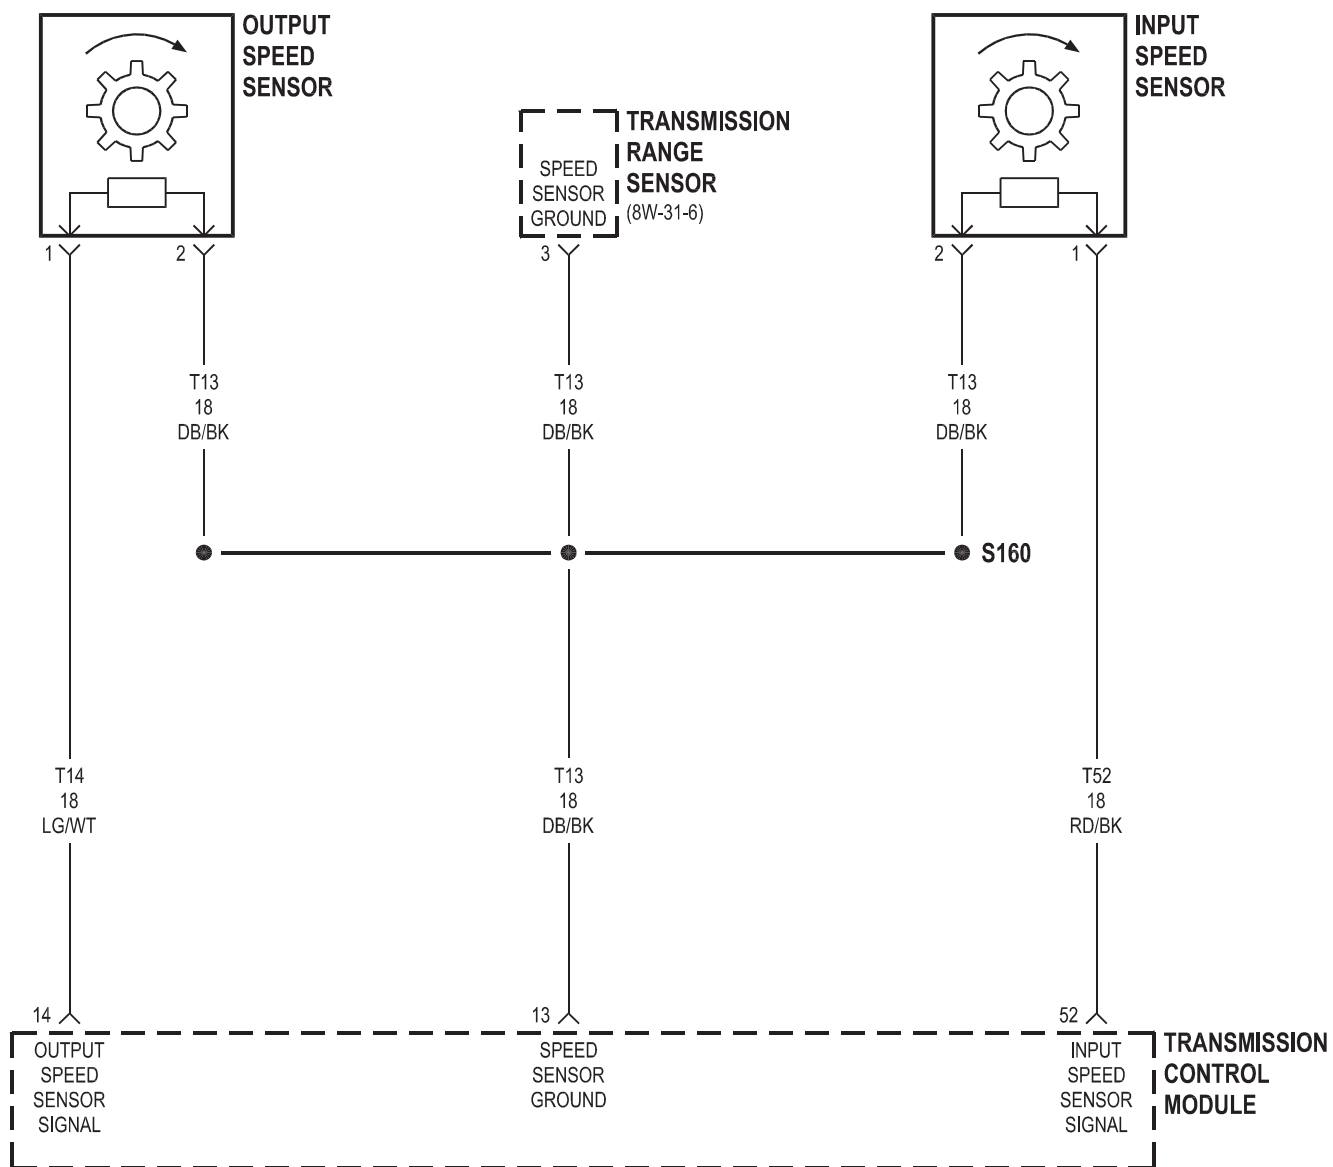 OUTPUT
SPEED
SENSOR
INPUT
SPEED
SENSOR
TRANSMISSION
RANGE
SENSOR
(8W-31-6)
SPEED
SENSOR
GROUND
1
2
3
2
1
T13
18
DB/BK
T13
18
DB/BK
T13
18
DB/BK
S160
T14
18
LG/WT
T13
18
DB/BK
T52
18
RD/BK
14
13
52
OUTPUT
SPEED
SENSOR
SIGNAL
SPEED
SENSOR
GROUND
INPUT
SPEED
SENSOR
SIGNAL
TRANSMISSION
CONTROL
MODULE